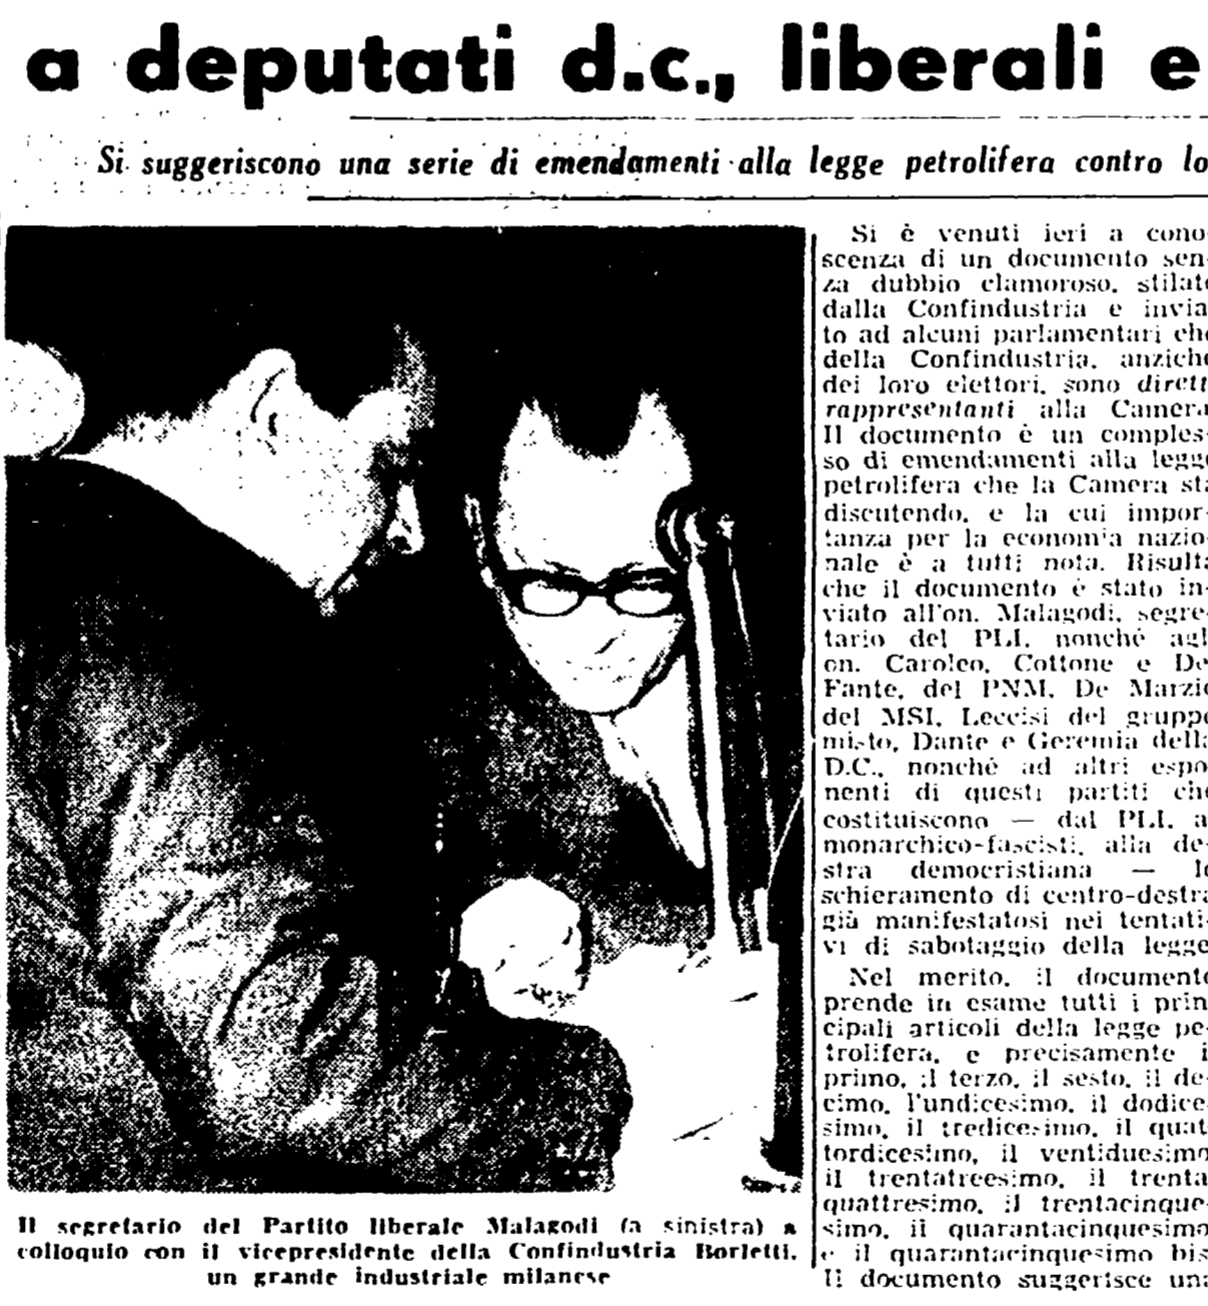 a deputati d.c., liberali e
Si suggeriscono una serie di emendamenti alla legge petrolifera contro lo
Si è venuti ieri a cono-
scenza di un documento sen-
za dubbio clamoroso, stilato
dalla Confindustria e invia-
to ad alcuni parlamentari che
della Confindustria, anziché
dei loro elettori, sono dirett
rappresentanti alla Camera
Il documento è un comples-
so di emendamenti alla legge
petrolifera che la Camera sta
discutendo, e la cui impor-
tanza per la economia nazio-
nale è a tutti nota. Risulta
che il documento è stato in-
viato all'on. Malagodi, segre-
tario del PLI, nonché agl
on. Caroleo, Cottone e De
Fante, del PNM, De Marzio
del MSI, Leccisi del gruppo
misto, Dante e Geremia della
D.C., nonché ad altri espo-
nenti di questi partiti che
costituiscono — dal PLI, a
monarchico-fascisti, alla de-
stra democristiana — lo
schieramento di centro-destra
già manifestatosi nei tentati-
vi di sabotaggio della legge
Nel merito, il documento
prende in esame tutti i prin
cipali articoli della legge pe-
trolifera, e precisamente i
primo, il terzo, il sesto, il de-
cimo, l'undicesimo, il dodice-
simo, il tredicesimo, il quat
tordicesimo, il ventiduesimo
il trentatreesimo, il trenta
quattresimo, il trentacinque-
simo, il quarantacinquesimo
e il quarantacinquesimo bis
Il documento suggerisce una
Il segretario del Partito liberale Malagodi (a sinistra) a
colloquio con il vicepresidente della Confindustria Borletti,
un grande industriale milanese